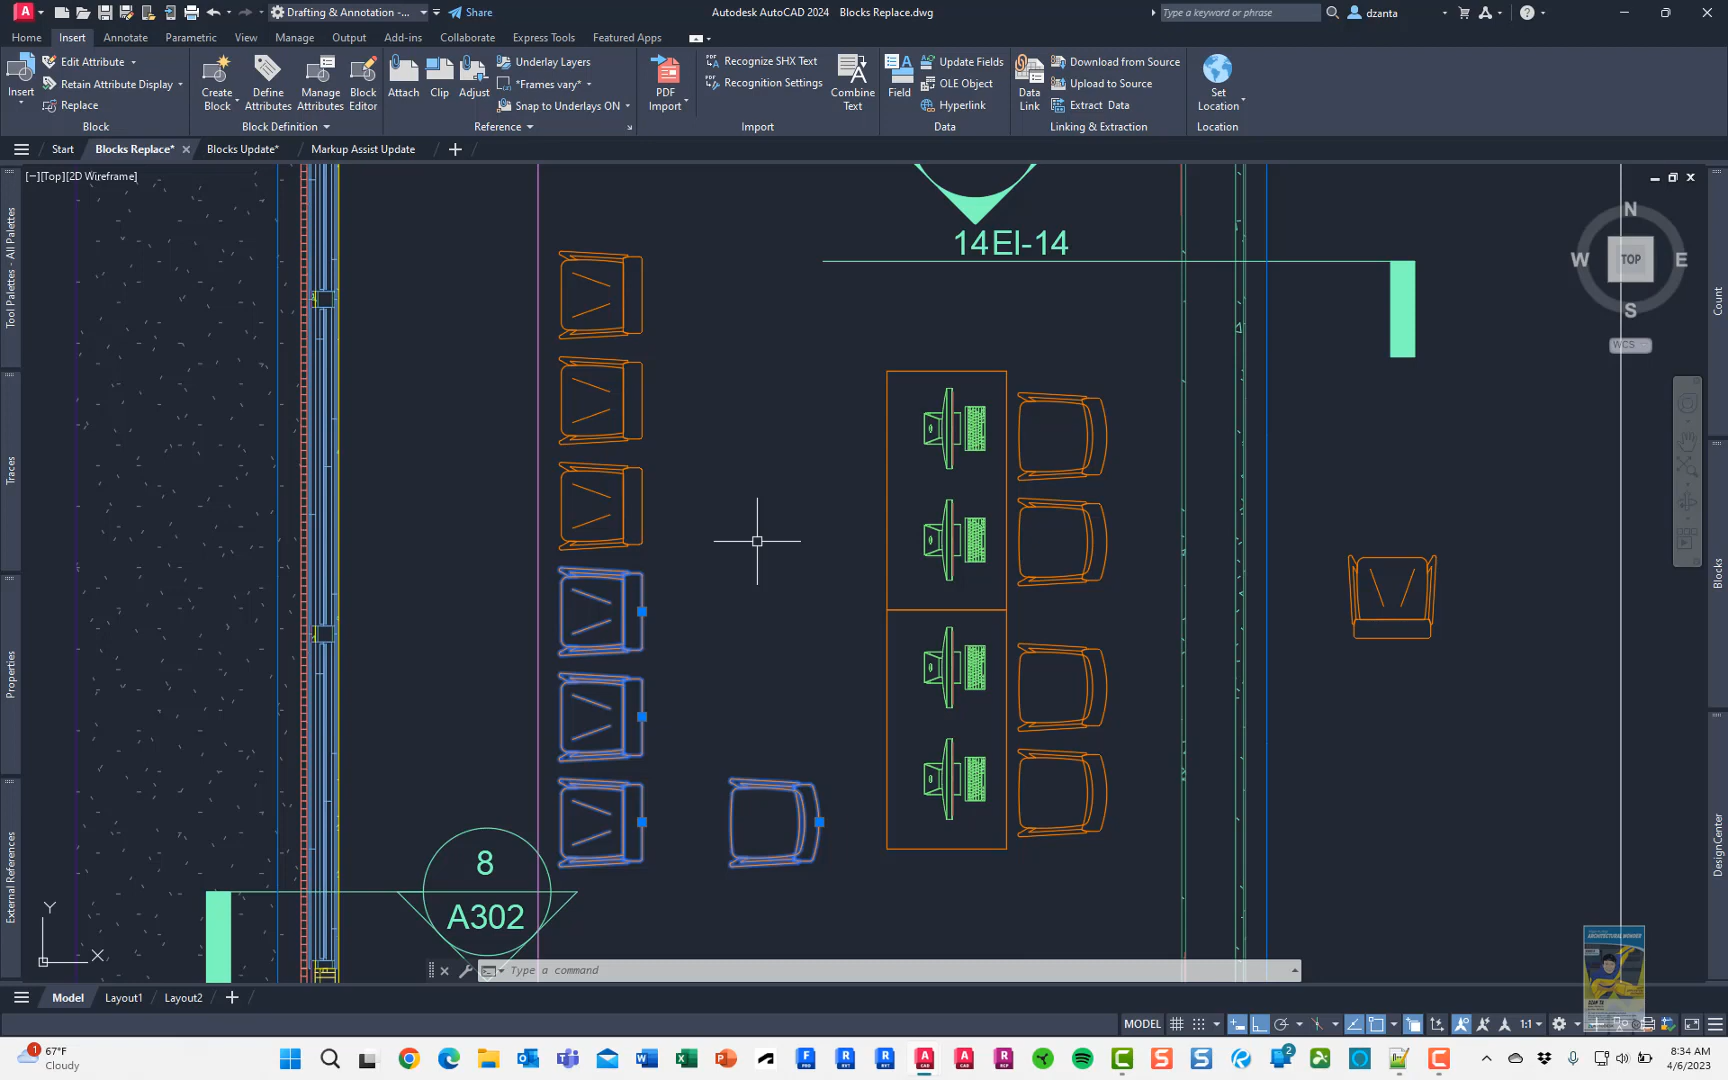 Drafting & Annotation -...
Share
Autodesk AutoCAD 2024 Blocks Replace.dwg
Type a keyword or phrase
dzanta
Home Insert Annotate Parametric View Manage Output Add-ins Collaborate Express Tools Featured Apps
Edit Attribute
Retain Attribute Display
Replace
Insert
Block
Create Block
Define Attributes
Manage Attributes
Block Editor
Block Definition
Attach
Clip
Adjust
Underlay Layers
*Frames vary*
Snap to Underlays ON
Reference
PDF Import
Recognize SHX Text
Recognition Settings
Combine Text
Import
Field
Update Fields
OLE Object
Hyperlink
Data
Data Link
Download from Source
Upload to Source
Extract Data
Linking & Extraction
Set Location
Location
Start Blocks Replace* Blocks Update* Markup Assist Update
[−][Top][2D Wireframe]
14EI-14
N
W TOP E
S
WCS
Tool Palettes - All Palettes
Traces
Properties
External References
Count
Blocks
DesignCenter
8
A302
Y
X
Type a command
Model Layout1 Layout2
MODEL
1:1
1
67°F
Cloudy
2
8:34 AM
4/6/2023